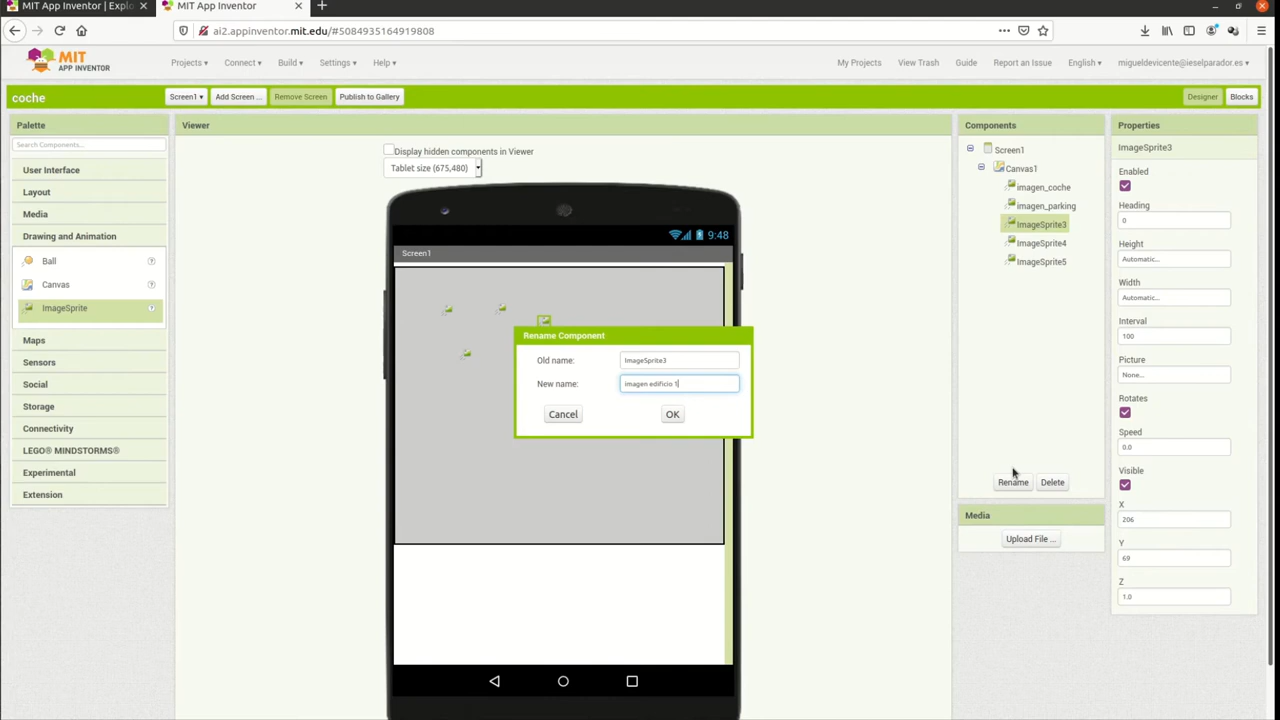 MIT App Inventor | Explo
MIT App Inventor
ai2.appinventor.mit.edu/#5084935164919808
MIT
APP INVENTOR
Projects ▾ Connect ▾ Build ▾ Settings ▾ Help ▾ My Projects View Trash Guide Report an Issue English ▾ migueldevicente@ieselparador.es ▾
coche Screen1 ▾ Add Screen ... Remove Screen Publish to Gallery Designer Blocks
Palette
Search Components...
User Interface
Layout
Media
Drawing and Animation
Ball ?
Canvas ?
ImageSprite ?
Maps
Sensors
Social
Storage
Connectivity
LEGO® MINDSTORMS®
Experimental
Extension
Viewer
Display hidden components in Viewer
Tablet size (675,480)
9:48
Screen1
Rename Component
Old name: ImageSprite3
New name: imagen edificio 1
Cancel OK
Components
Screen1
Canvas1
imagen_coche
imagen_parking
ImageSprite3
ImageSprite4
ImageSprite5
Rename Delete
Media
Upload File ...
Properties
ImageSprite3
Enabled
Heading
0
Height
Automatic...
Width
Automatic...
Interval
100
Picture
None...
Rotates
Speed
0.0
Visible
X
206
Y
69
Z
1.0